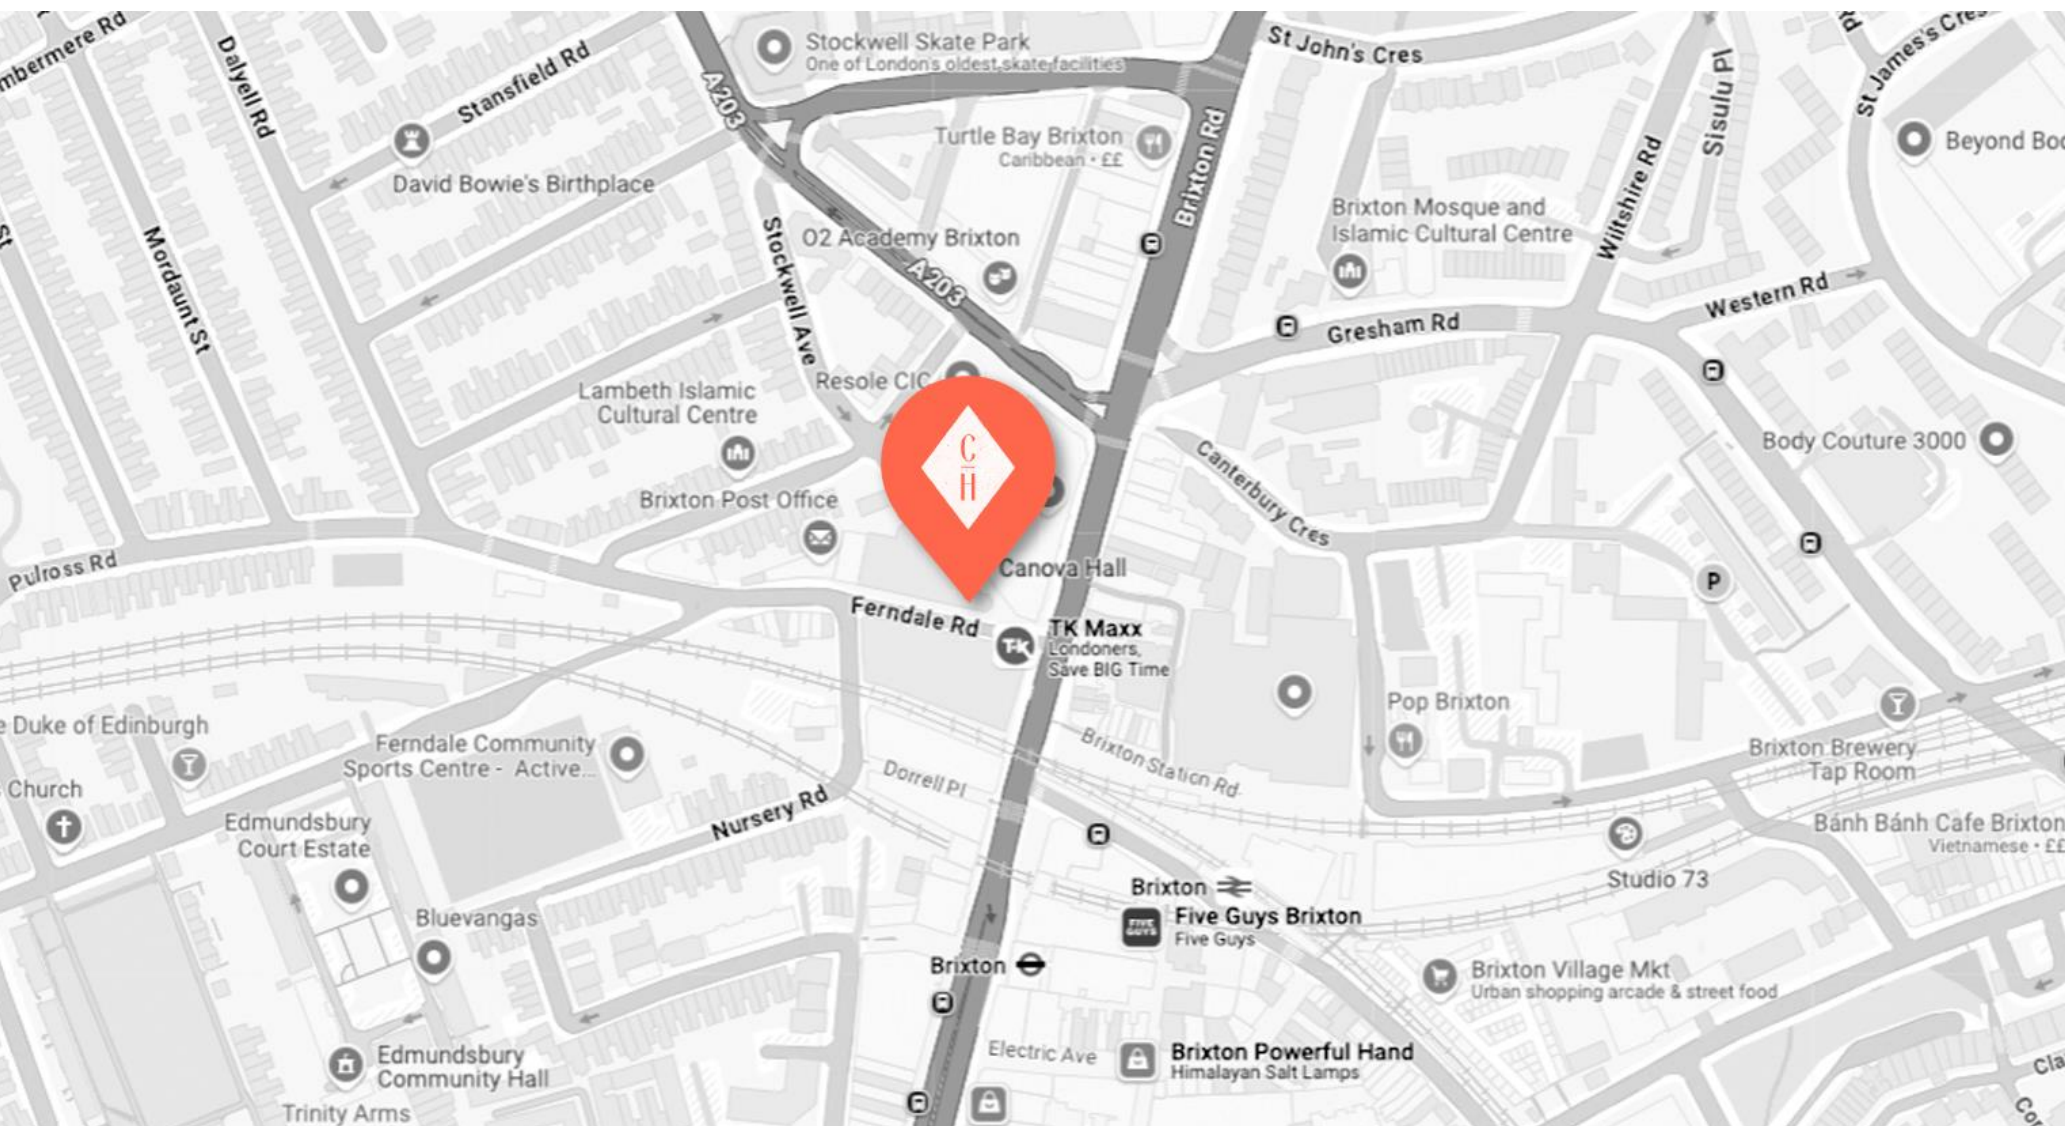 Dalyell Rd
Stansfield Rd
A203
Stockwell Skate Park
One of London's oldest skate facilities
St John's Cres
Sisulu Pl
St James's Cres
Turtle Bay Brixton
Caribbean • ££
Brixton Rd
Wiltshire Rd
David Bowie's Birthplace
Mordaunt St
Stockwell Ave
O2 Academy Brixton
A203
Brixton Mosque and
Islamic Cultural Centre
Western Rd
Gresham Rd
Lambeth Islamic
Cultural Centre
Resole CIC
C
H
Body Couture 3000
Canterbury Cres
Brixton Post Office
Pulross Rd
Canova Hall
P
Ferndale Rd
TK
TK Maxx
Londoners,
Save BIG Time
Duke of Edinburgh
Church
Ferndale Community
Sports Centre - Active...
Dorrell Pl
Brixton Station Rd
Pop Brixton
Brixton Brewery
Tap Room
Nursery Rd
Edmundsbury
Court Estate
Bánh Bánh Cafe Brixton
Vietnamese • ££
Studio 73
Brixton
FIVE
GUYS
Five Guys Brixton
Five Guys
Bluevangas
Brixton
Brixton Village Mkt
Urban shopping arcade & street food
Edmundsbury
Community Hall
Electric Ave
Brixton Powerful Hand
Himalayan Salt Lamps
Trinity Arms